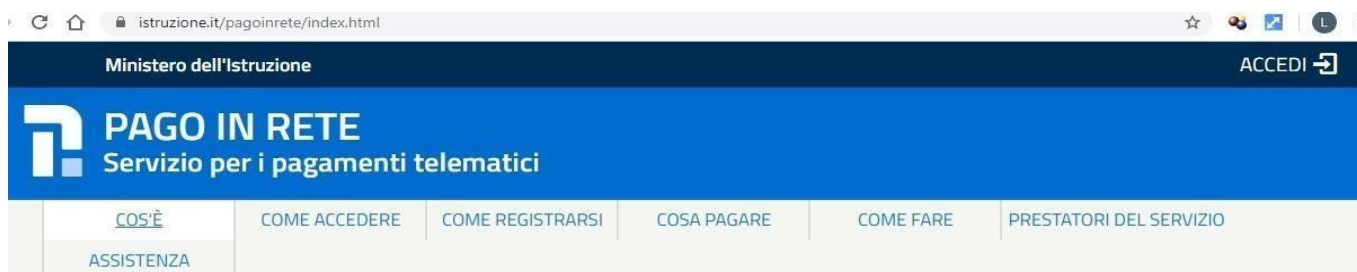 istruzione.it/pagoinrete/index.html L
Ministero dell'Istruzione ACCEDI
PAGO IN RETE
Servizio per i pagamenti telematici
COS'È COME ACCEDERE COME REGISTRARSI COSA PAGARE COME FARE PRESTATORI DEL SERVIZIO
ASSISTENZA